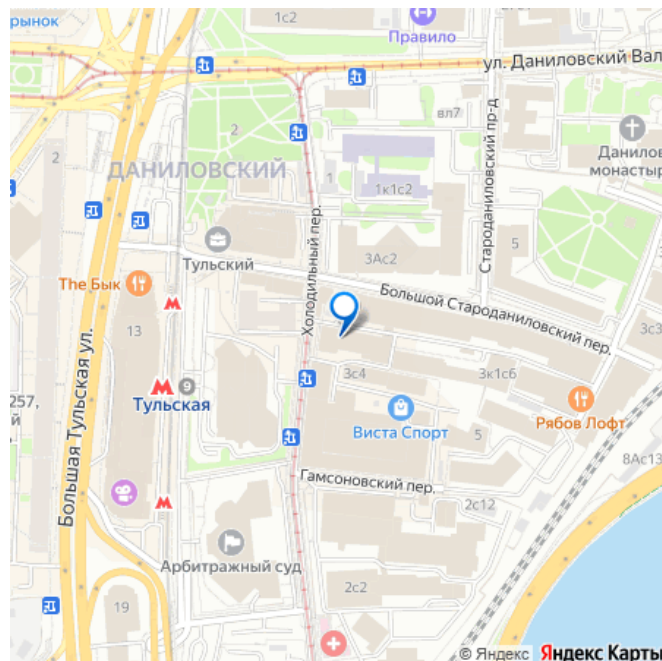 1с2
рынок
Правило
ул. Даниловский Вал
вл7
2
ДАНИЛОВСКИЙ
1
1к1с2
Староданиловский пр-д
Данилов
монастыр
2
Холодильный пер.
Тульский
3Ас2
5
The Бык
Большой Староданиловский пер.
13
3с3
9
Тульская
3с4
3к1с6
257,
й
Виста Спорт
5
Рябов Лофт
Большая Тульская ул.
8Ас13
Гамсоновский пер.
2с12
Арбитражный суд
2с2
19
© Яндекс Яндекс Карты